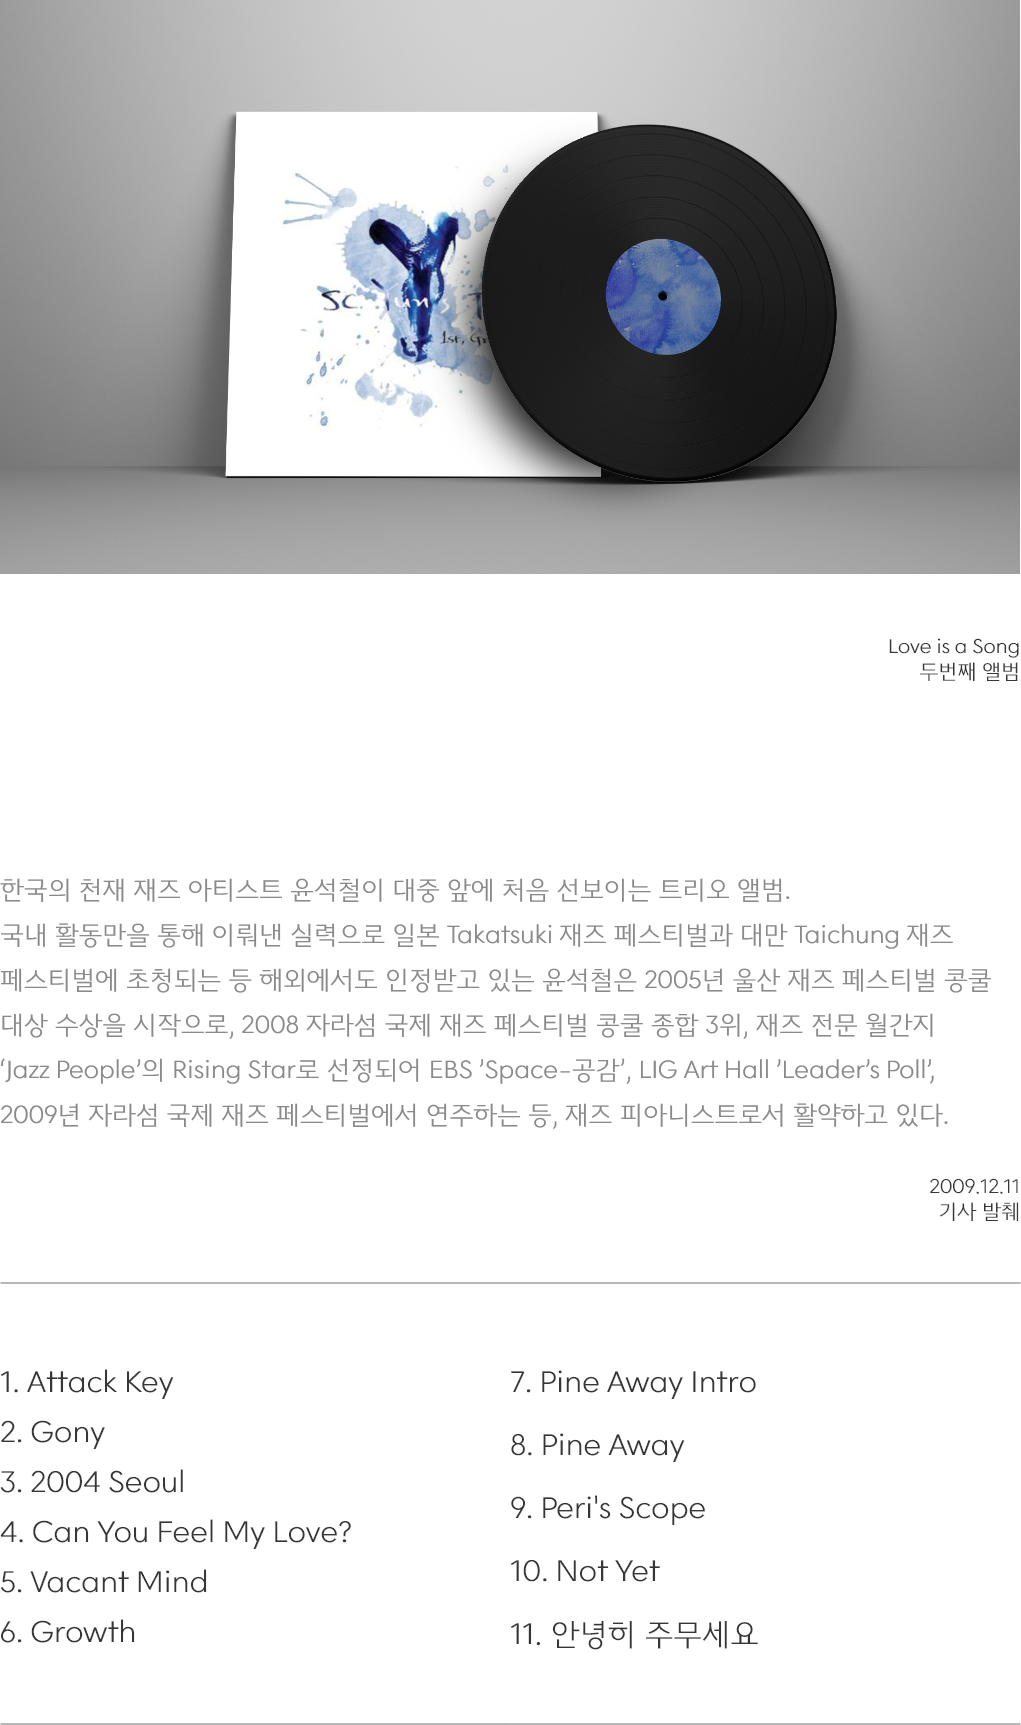 1st,
Love is a Song
두번째 앨범
한국의 천재 재즈 아티스트 윤석철이 대중 앞에 처음 선보이는 트리오 앨범.
국내 활동만을 통해 이뤄낸 실력으로 일본 Takatsuki 재즈 페스티벌과 대만 Taichung 재즈
페스티벌에 초청되는 등 해외에서도 인정받고 있는 윤석철은 2005년 울산 재즈 페스티벌 콩쿨
대상 수상을 시작으로, 2008 자라섬 국제 재즈 페스티벌 콩쿨 종합 3위, 재즈 전문 월간지
‘Jazz People’의 Rising Star로 선정되어 EBS ’Space-공감’, LIG Art Hall ’Leader’s Poll’,
2009년 자라섬 국제 재즈 페스티벌에서 연주하는 등, 재즈 피아니스트로서 활약하고 있다.
2009.12.11
기사 발췌
1. Attack Key
2. Gony
3. 2004 Seoul
4. Can You Feel My Love?
5. Vacant Mind
6. Growth
7. Pine Away Intro
8. Pine Away
9. Peri's Scope
10. Not Yet
11. 안녕히 주무세요